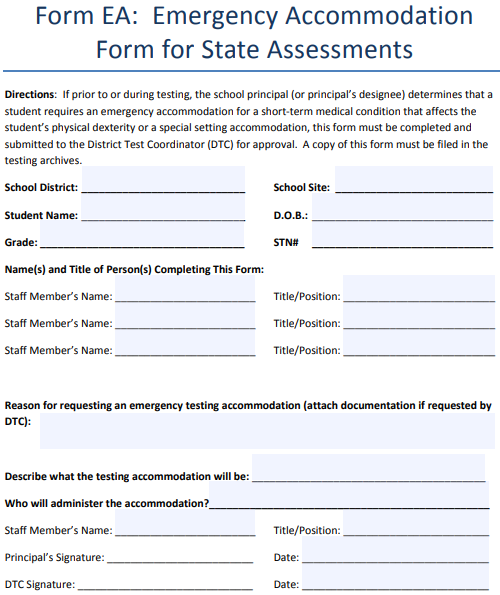 Form EA:  Emergency Accommodation
Form for State Assessments
Directions:  If prior to or during testing, the school principal (or principal's designee) determines that a
student requires an emergency accommodation for a short-term medical condition that affects the
student's physical dexterity or a special setting accommodation, this form must be completed and
submitted to the District Test Coordinator (DTC) for approval.  A copy of this form must be filed in the
testing archives.
School District: School Site:
Student Name: D.O.B.:
Grade: STN#
Name(s) and Title of Person(s) Completing This Form:
Staff Member's Name: Title/Position:
Staff Member's Name: Title/Position:
Staff Member's Name: Title/Position:
Reason for requesting an emergency testing accommodation (attach documentation if requested by
DTC):
Describe what the testing accommodation will be:
Who will administer the accommodation?
Staff Member's Name: Title/Position:
Principal's Signature: Date:
DTC Signature: Date: